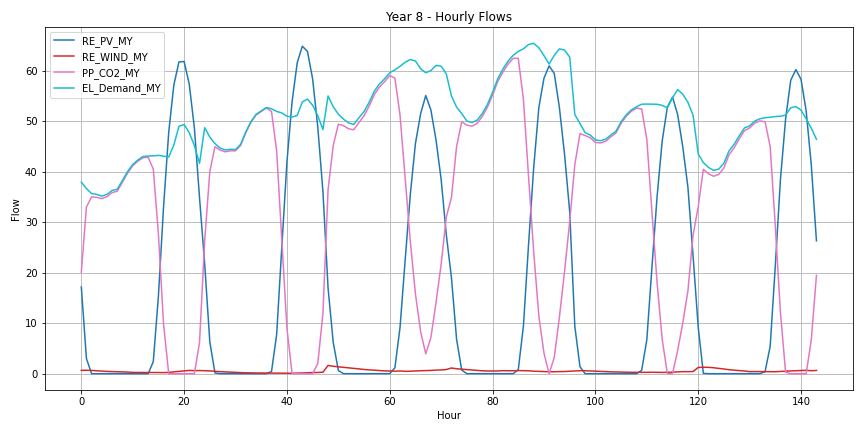 Year 8 - Hourly Flows
RE_PV_MY
RE_WIND_MY
PP_CO2_MY
EL_Demand_MY
Flow
60
50
40
30
20
10
0
0
20
40
60
80
100
120
140
Hour